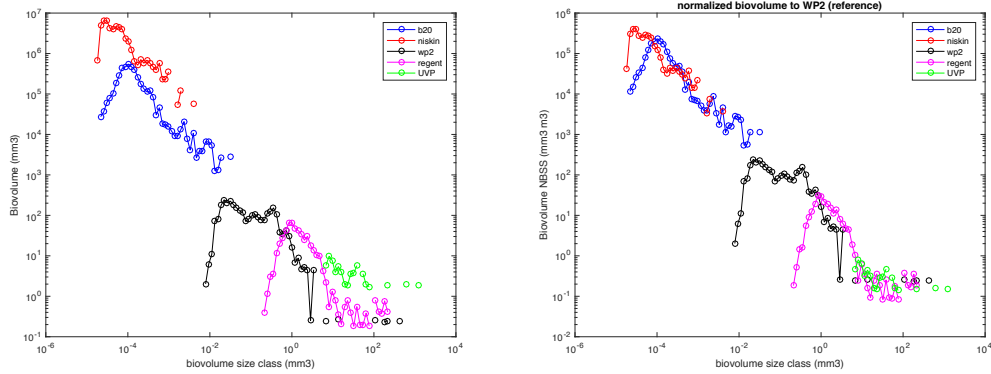 normalized biovolume to WP2 (reference)
10^7
10^6
10^5
10^4
10^3
10^2
10^1
10^0
10^-1
Biovolume (mm3)
b20
niskin
wp2
regent
UVP
10^-6
10^-4
10^-2
10^0
10^2
10^4
biovolume size class (mm3)
10^7
10^6
10^5
10^4
10^3
10^2
10^1
10^0
10^-1
10^-2
Biovolume NBSS (mm3 m3)
b20
niskin
wp2
regent
UVP
10^-6
10^-4
10^-2
10^0
10^2
10^4
biovolume size class (mm3)